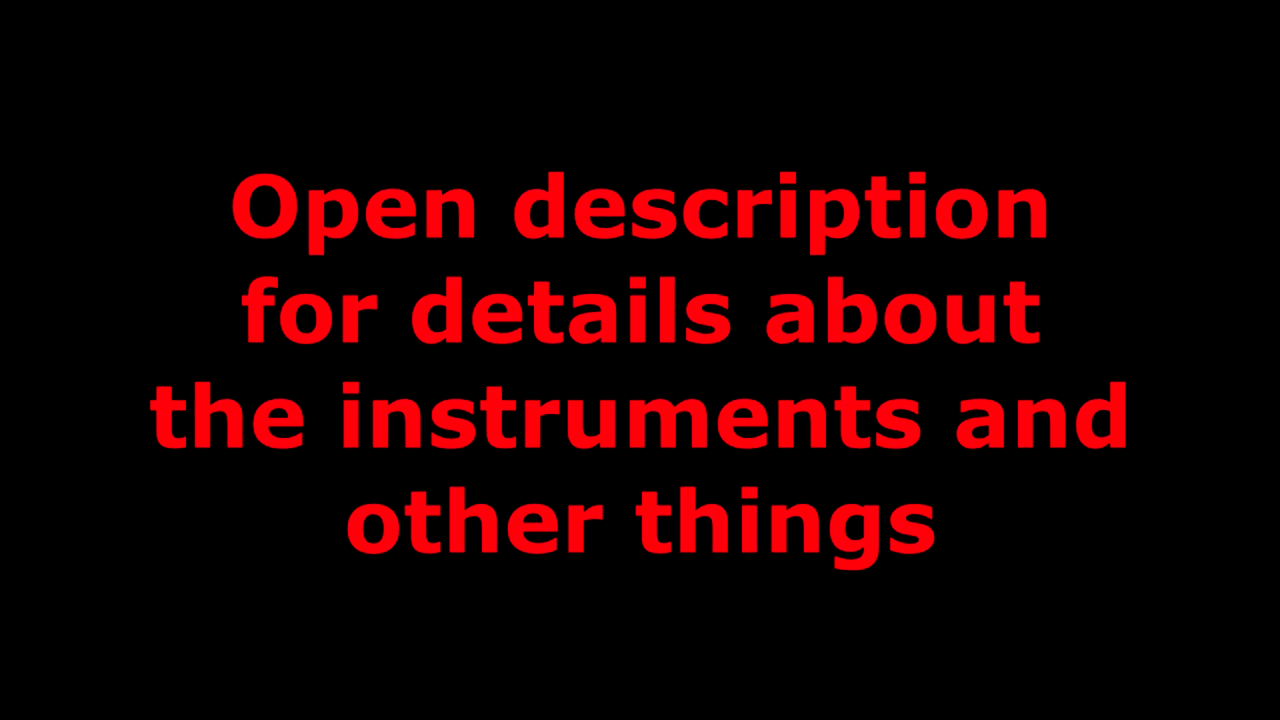 Open description
for details about
the instruments and
other things